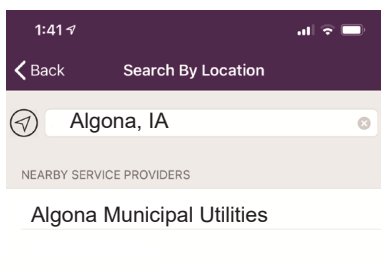 1:41
Back Search By Location
Algona, IA
NEARBY SERVICE PROVIDERS
Algona Municipal Utilities